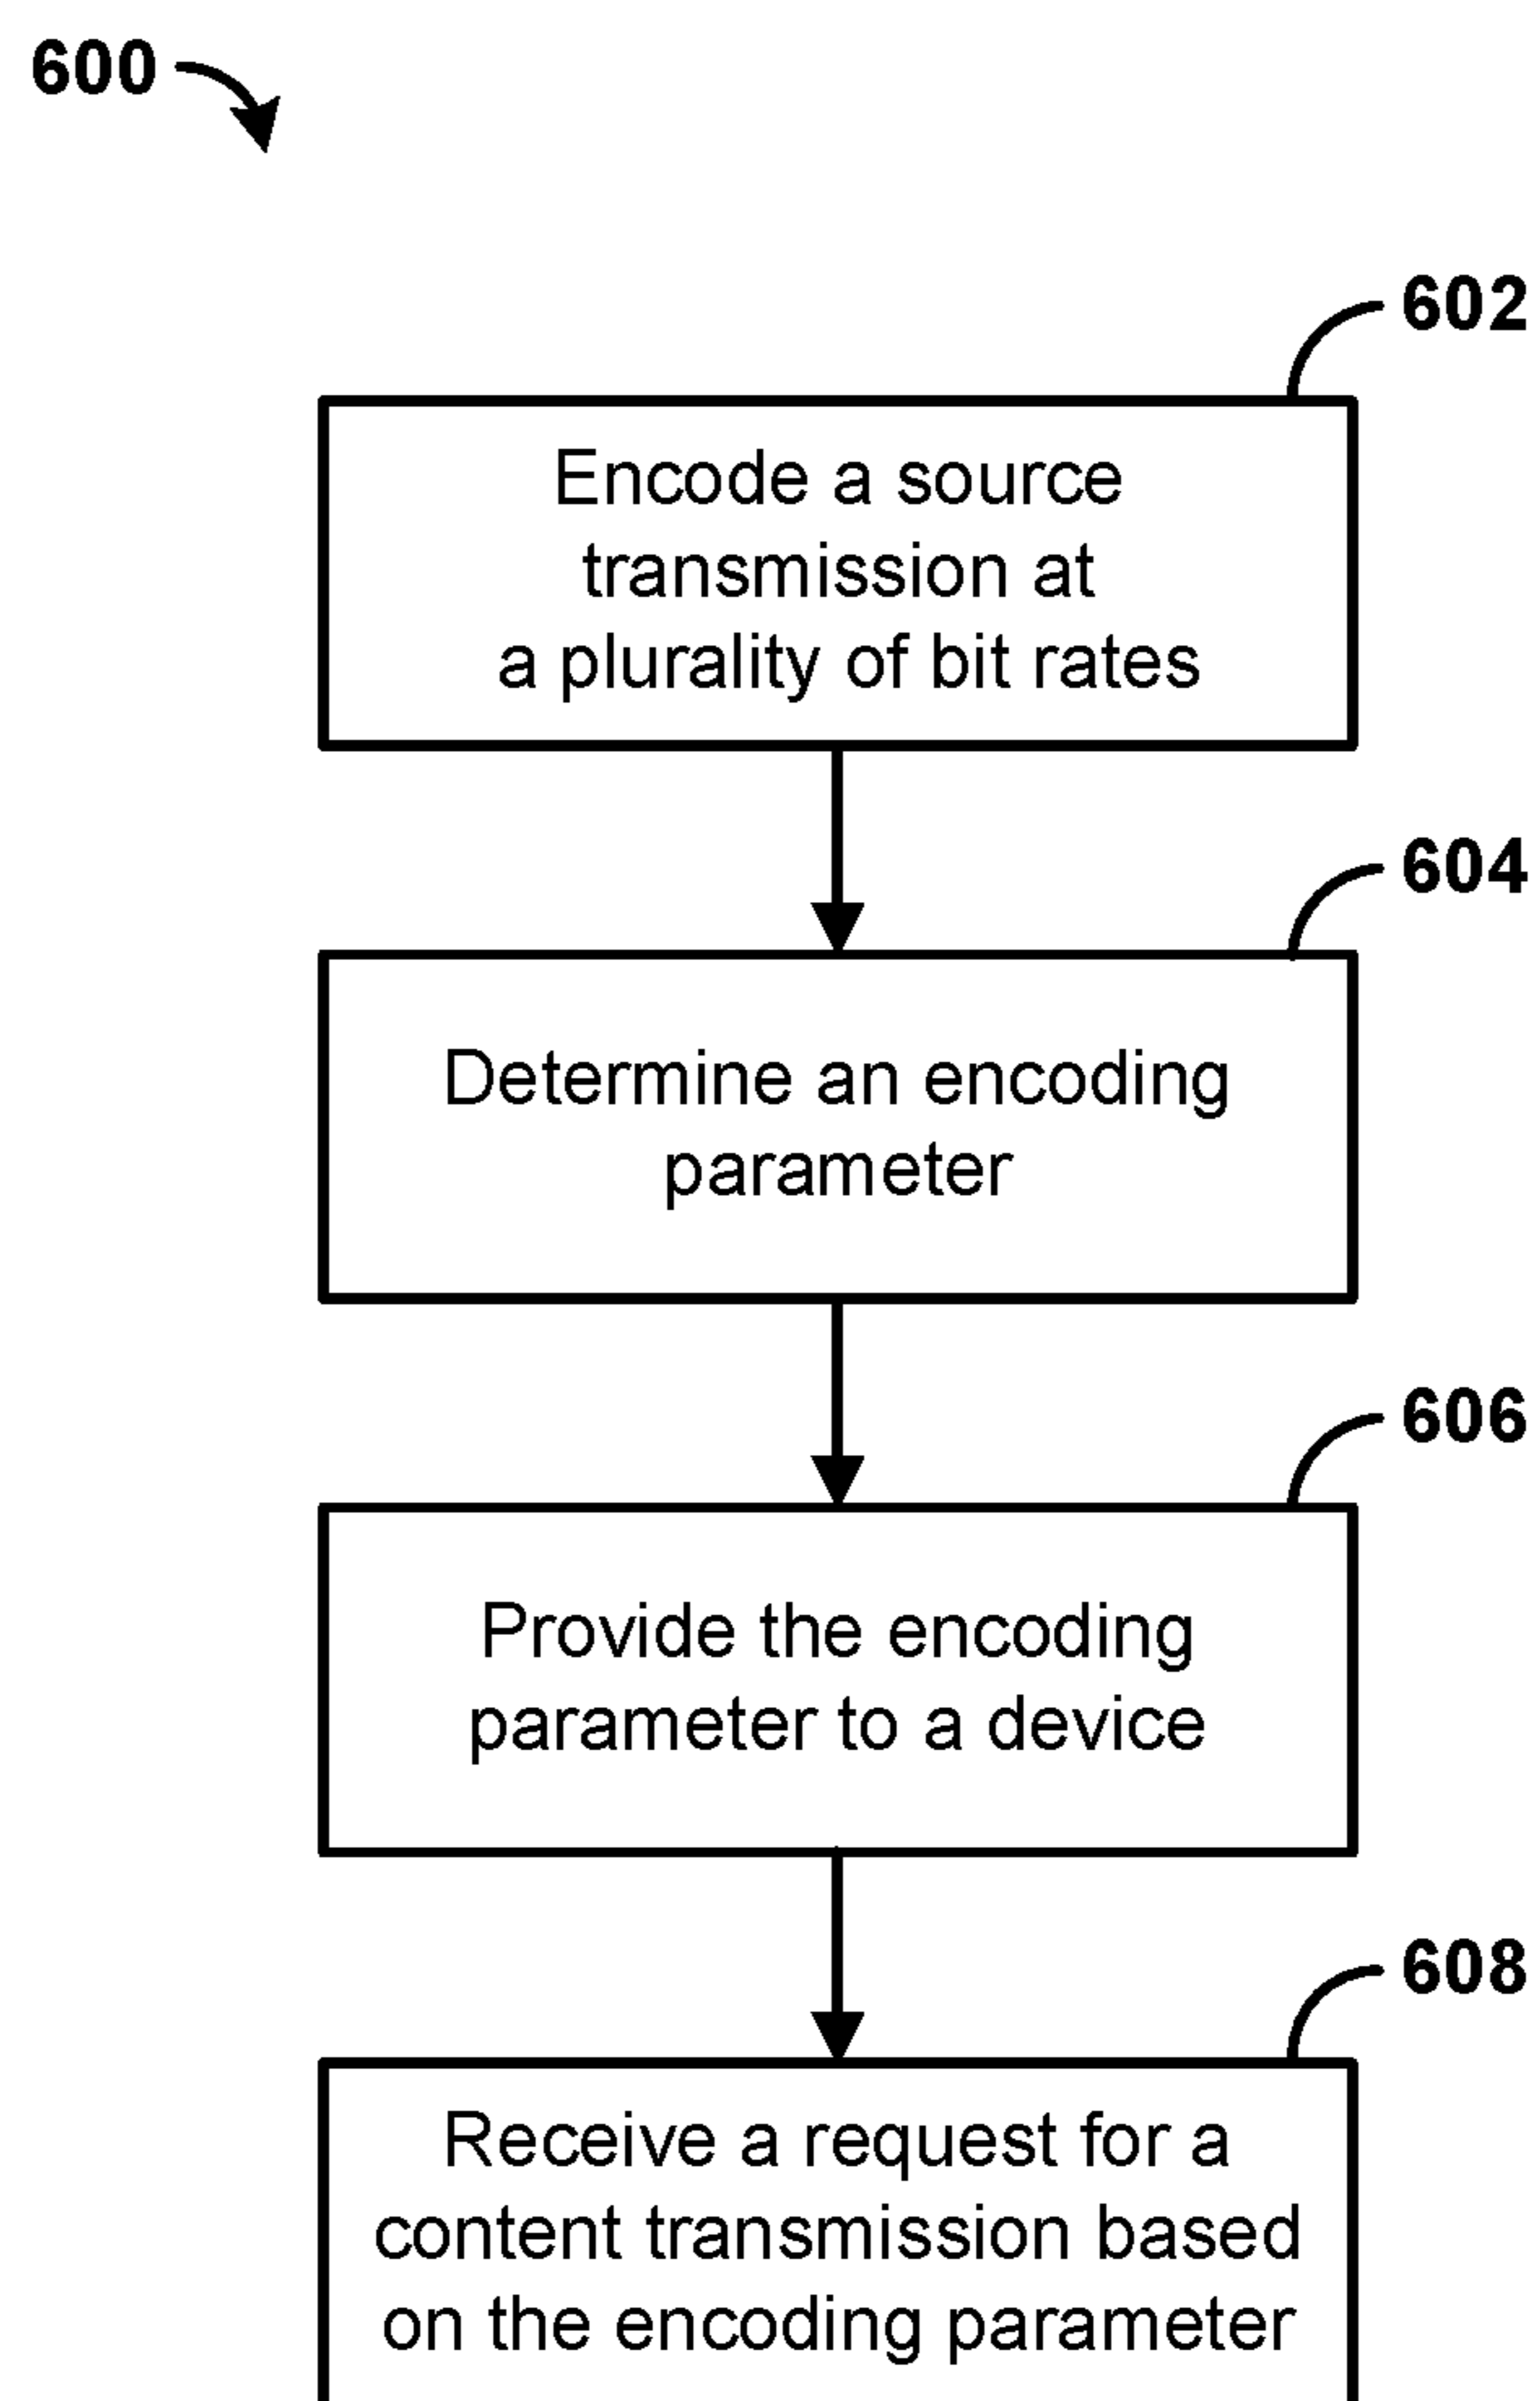 600
602
Encode a source
transmission at
a plurality of bit rates
604
Determine an encoding
parameter
606
Provide the encoding
parameter to a device
608
Receive a request for a
content transmission based
on the encoding parameter